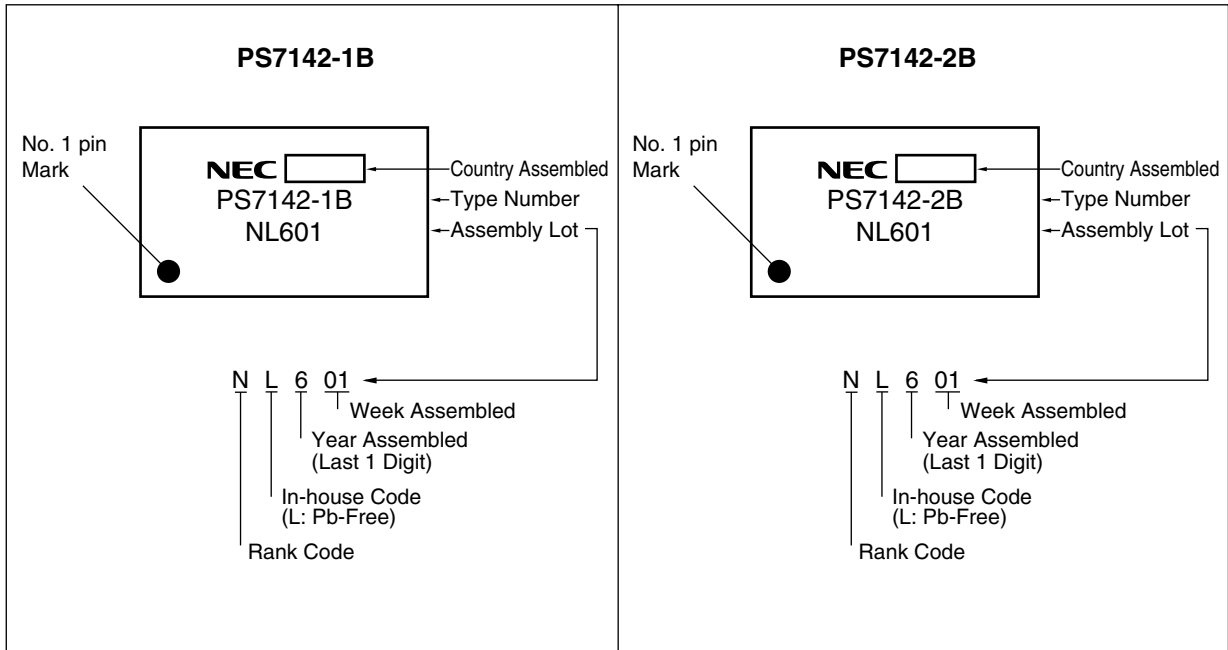 PS7142-1B
No. 1 pin
Mark
NEC
Country Assembled
PS7142-1B
Type Number
NL601
Assembly Lot
N L 6 01
Week Assembled
Year Assembled
(Last 1 Digit)
In-house Code
(L: Pb-Free)
Rank Code
PS7142-2B
No. 1 pin
Mark
NEC
Country Assembled
PS7142-2B
Type Number
NL601
Assembly Lot
N L 6 01
Week Assembled
Year Assembled
(Last 1 Digit)
In-house Code
(L: Pb-Free)
Rank Code